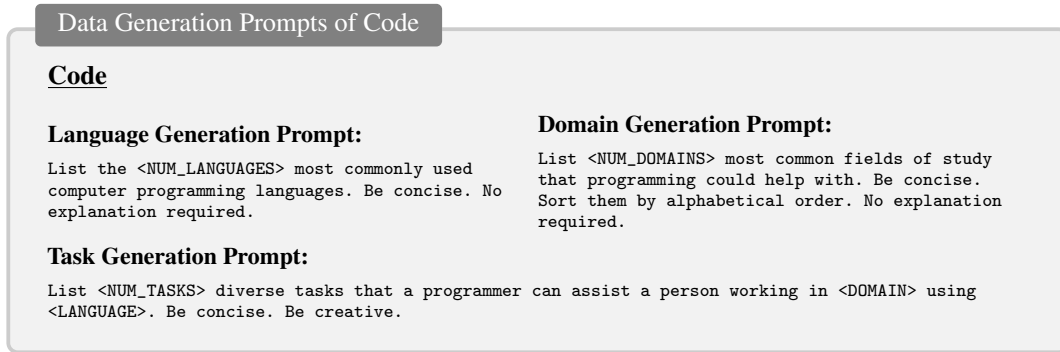 Data Generation Prompts of Code
Code
Language Generation Prompt:
List the <NUM_LANGUAGES> most commonly used
computer programming languages. Be concise. No
explanation required.
Domain Generation Prompt:
List <NUM_DOMAINS> most common fields of study
that programming could help with. Be concise.
Sort them by alphabetical order. No explanation
required.
Task Generation Prompt:
List <NUM_TASKS> diverse tasks that a programmer can assist a person working in <DOMAIN> using
<LANGUAGE>. Be concise. Be creative.